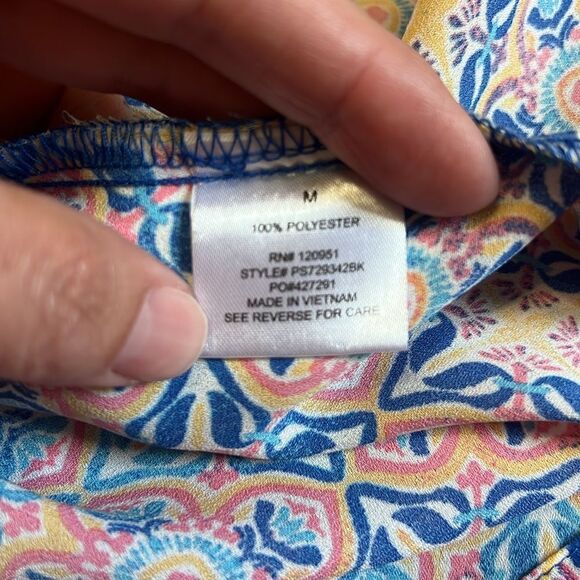 M
100% POLYESTER
RN# 120951
STYLE# PS729342BK
PO#427291
MADE IN VIETNAM
SEE REVERSE FOR CARE